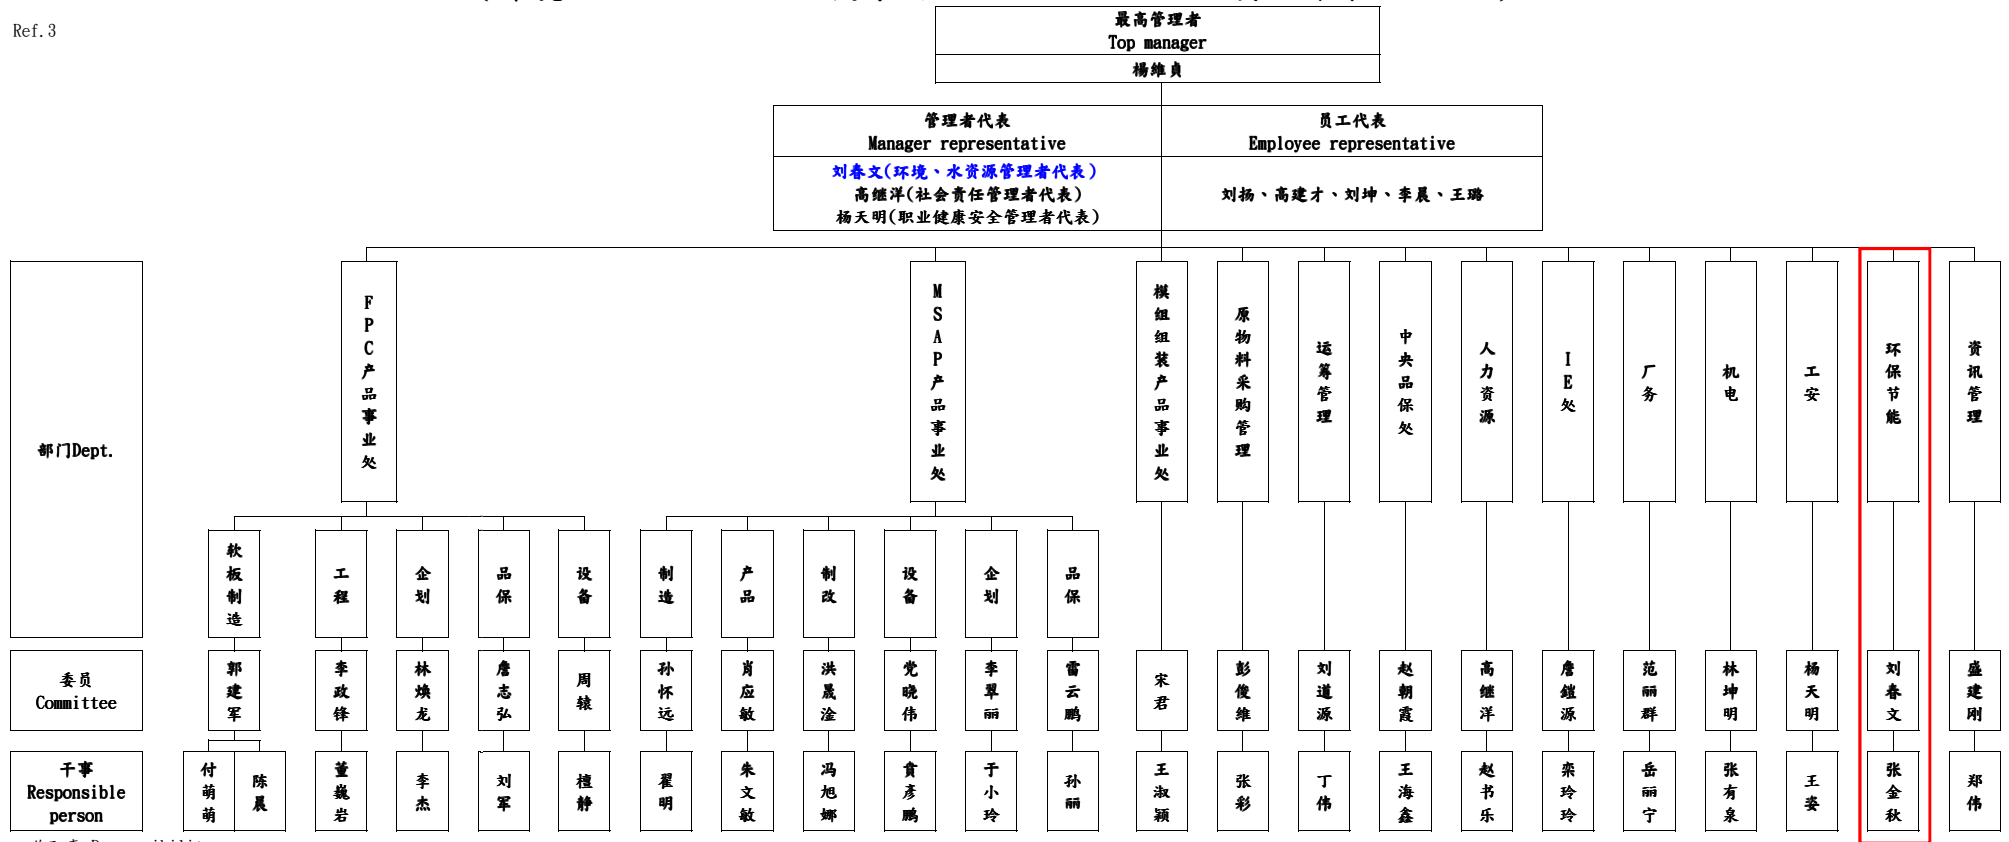 Ref.3
最高管理者
Top manager
楊維貞
管理者代表
Manager representative
员工代表
Employee representative
刘春文(环境、水资源管理者代表)
高继洋(社会责任管理者代表)
杨天明(职业健康安全管理者代表)
刘扬、高建才、刘坤、李晨、王璐
部门Dept.
FPC产品事业处
MSAP产品事业处
模组组装产品事业处
原物料采购管理
运筹管理
中央品保处
人力资源
IE处
厂务
机电
工安
环保节能
资讯管理
软板制造
工程
企划
品保
设备
制造
产品
制改
设备
企划
品保
委员
Committee
郭建军
李政锋
林焕龙
詹志弘
周辕
孙怀远
肖应敏
洪晟淦
党晓伟
李翠丽
雷云鹏
宋君
彭俊维
刘道源
赵朝霞
高继洋
詹鎧源
范丽群
林坤明
杨天明
刘春文
盛建刚
干事
Responsible
person
付萌萌
陈晨
董巍岩
李杰
刘军
檀静
翟明
朱文敏
冯旭娜
贲彦鹏
于小玲
孙丽
王淑颖
张彩
丁伟
王海鑫
赵书乐
栾玲玲
岳丽宁
张有泉
王姿
张金秋
郑伟